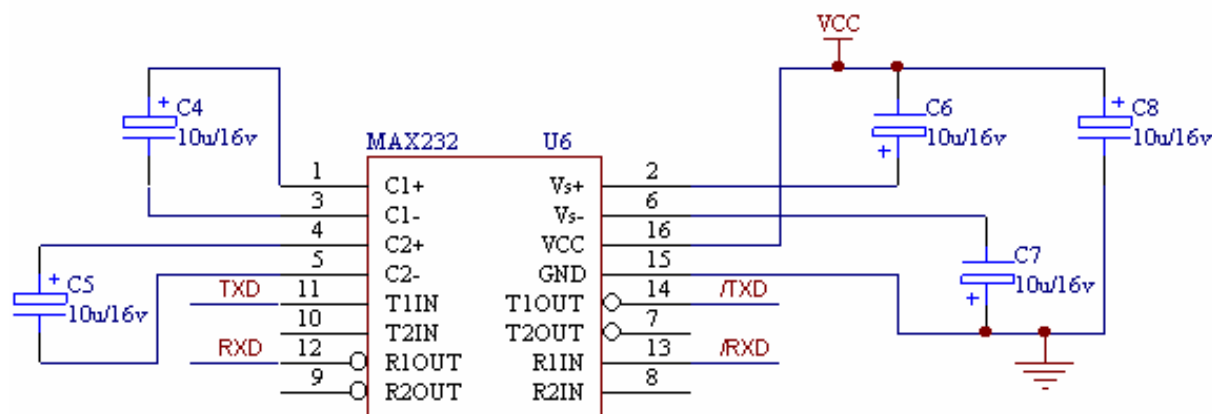 VCC
+ C4
10u/16v
+ C5
10u/16v
MAX232 U6
1 C1+ Vs+ 2
3 C1- Vs- 6
4 C2+ VCC 16
5 C2- GND 15
TXD 11 T1IN T1OUT 14 /TXD
10 T2IN T2OUT 7
RXD 12 R1OUT R1IN 13 /RXD
9 R2OUT R2IN 8
C6
10u/16v
+
+ C8
10u/16v
C7
10u/16v
+